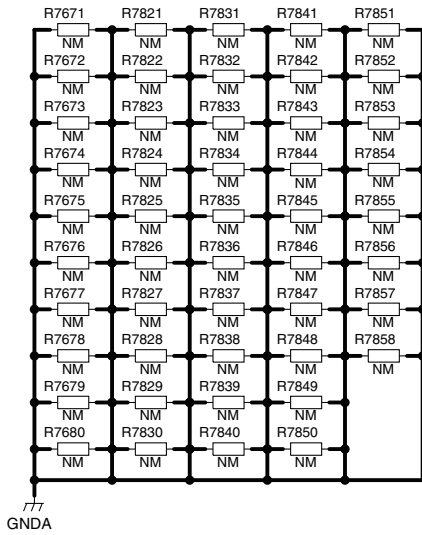 R7671 R7821 R7831 R7841 R7851
NM NM NM NM NM
R7672 R7822 R7832 R7842 R7852
NM NM NM NM NM
R7673 R7823 R7833 R7843 R7853
NM NM NM NM NM
R7674 R7824 R7834 R7844 R7854
NM NM NM NM NM
R7675 R7825 R7835 R7845 R7855
NM NM NM NM NM
R7676 R7826 R7836 R7846 R7856
NM NM NM NM NM
R7677 R7827 R7837 R7847 R7857
NM NM NM NM NM
R7678 R7828 R7838 R7848 R7858
NM NM NM NM NM
R7679 R7829 R7839 R7849
NM NM NM NM
R7680 R7830 R7840 R7850
NM NM NM NM
GNDA